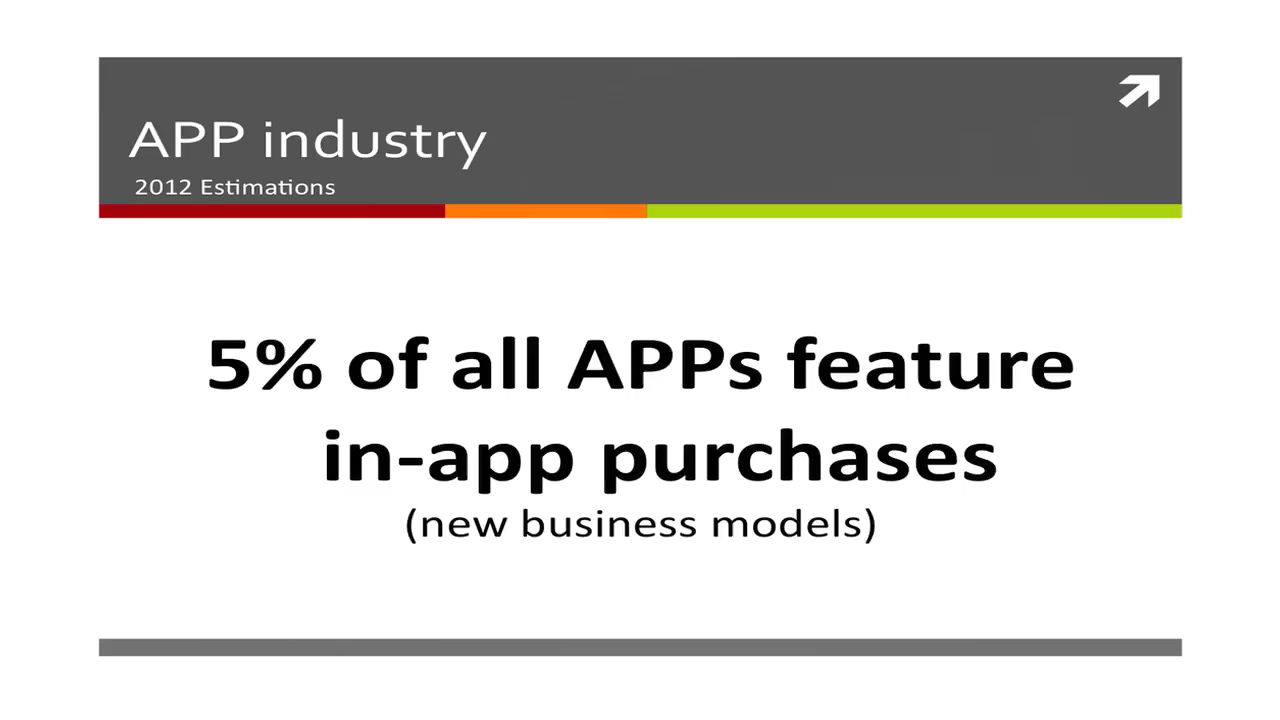 APP industry
2012 Estimations
5% of all APPs feature
in-app purchases
(new business models)